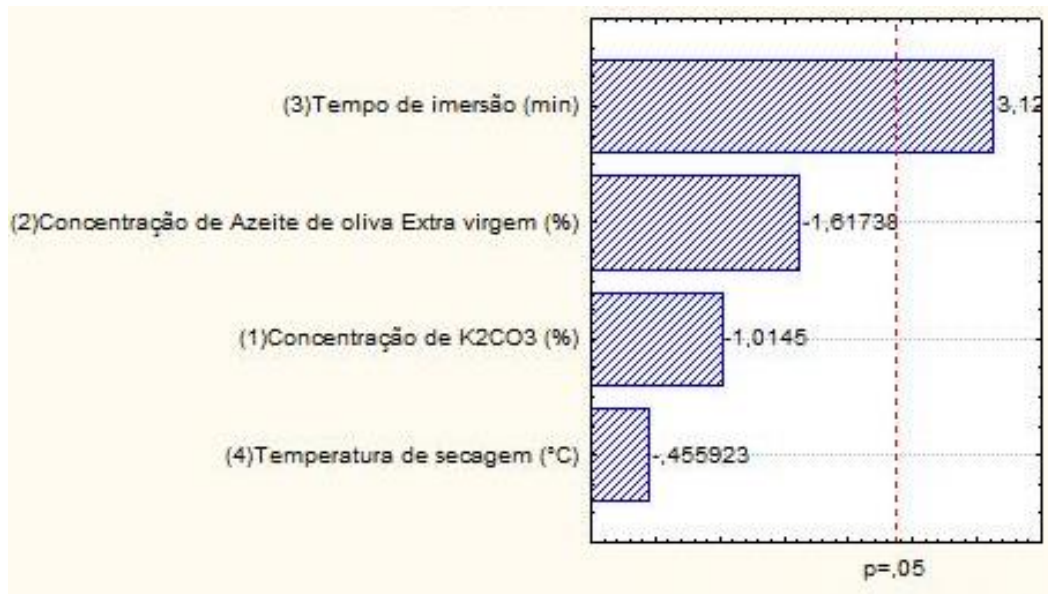 (3)Tempo de imersão (min)
3,12
(2)Concentração de Azeite de oliva Extra virgem (%)
-1,61738
(1)Concentração de K2CO3 (%)
-1,0145
(4)Temperatura de secagem (°C)
-,455923
p=,05